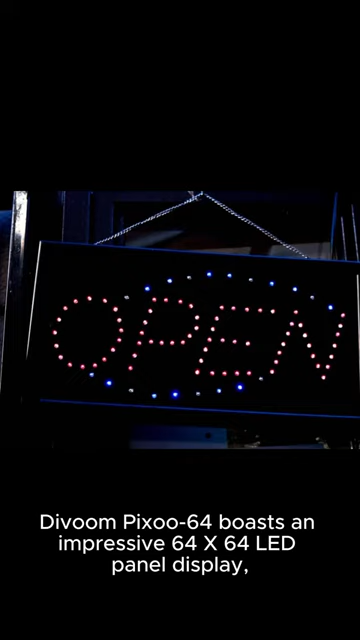 OPEN
Divoom Pixoo-64 boasts an
impressive 64 X 64 LED
panel display,